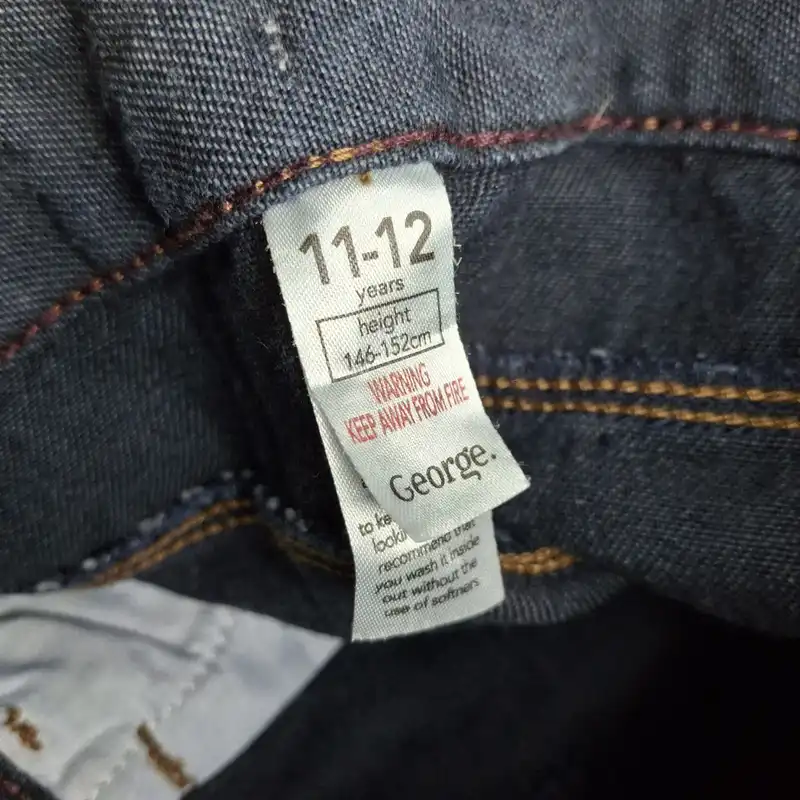 11-12
years
height
146-152cm
WARNING
KEEP AWAY FROM FIRE
George.
to ke
looki
recommend that
you wash it inside
out without the
use of softners